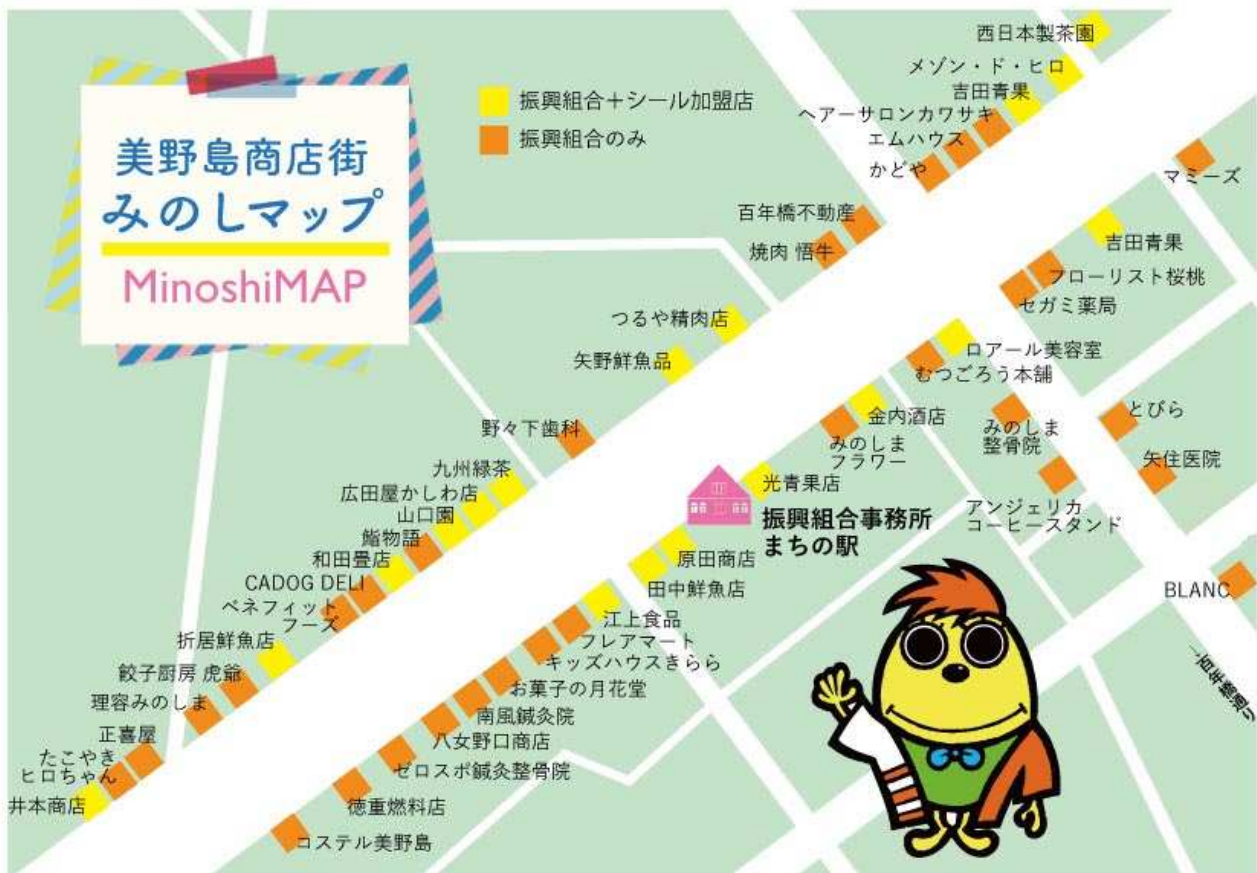 美野島商店街
みのしマップ
MinoshiMAP
振興組合＋シール加盟店
振興組合のみ
西日本製茶園
メゾン・ド・ヒロ
吉田青果
ヘアーサロンカワサキ
エムハウス
かどや
百年橋不動産
焼肉 悟牛
つるや精肉店
矢野鮮魚品
野々下歯科
九州緑茶
広田屋かしわ店
山口園
鮨物語
和田畳店
CADOG DELI
ベネフィット
フーズ
折居鮮魚店
餃子厨房 虎爺
理容みのしま
正喜屋
たこやき
ヒロちゃん
井本商店
マミーズ
吉田青果
フローリスト桜桃
セガミ薬局
ロアール美容室
むつごろう本舗
金内酒店
みのしま
フラワー
光青果店
振興組合事務所
まちの駅
原田商店
田中鮮魚店
江上食品
フレアマート
キッズハウスきらら
お菓子の月花堂
南風鍼灸院
八女野口商店
ゼロスポ鍼灸整骨院
徳重燃料店
コステル美野島
みのしま
整骨院
とびら
矢住医院
アンジェリカ
コーヒースタンド
BLANC
百年橋通り